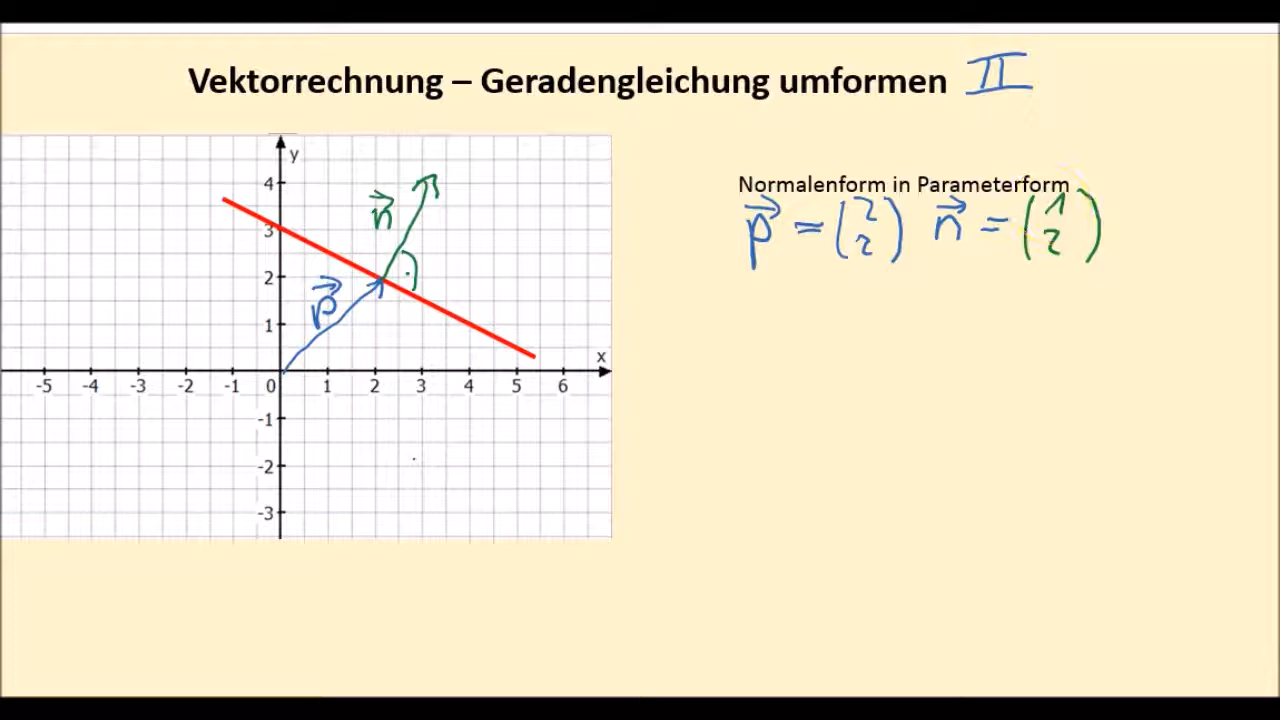 Vektorrechnung – Geradengleichung umformen II
y
4
3
2
1
-1
-2
-3
-5 -4 -3 -2 -1 0 1 2 3 4 5 6 x
n⃗
p⃗
Normalenform in Parameterform
p⃗ = (2 2) n⃗ = (1 2)